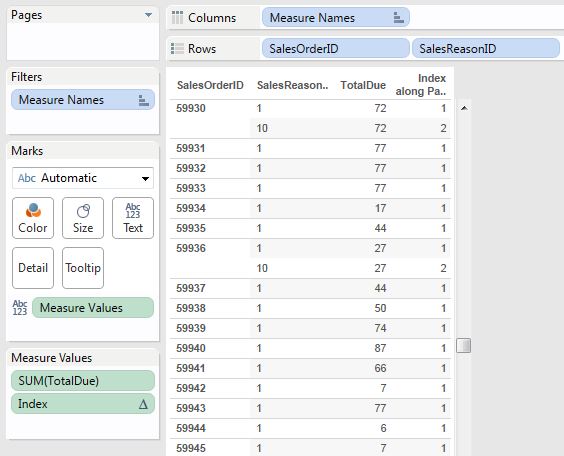 Pages
Columns Measure Names
Rows SalesOrderID SalesReasonID
Filters
Measure Names
Marks
Abc Automatic
Color Size Abc 123 Text
Detail Tooltip
Abc 123 Measure Values
Measure Values
SUM(TotalDue)
Index Δ
SalesOrderID SalesReason.. TotalDue Index along Pa..
59930 1 72 1
10 72 2
59931 1 77 1
59932 1 77 1
59933 1 77 1
59934 1 17 1
59935 1 44 1
59936 1 27 1
10 27 2
59937 1 44 1
59938 1 50 1
59939 1 74 1
59940 1 87 1
59941 1 66 1
59942 1 7 1
59943 1 77 1
59944 1 6 1
59945 1 7 1